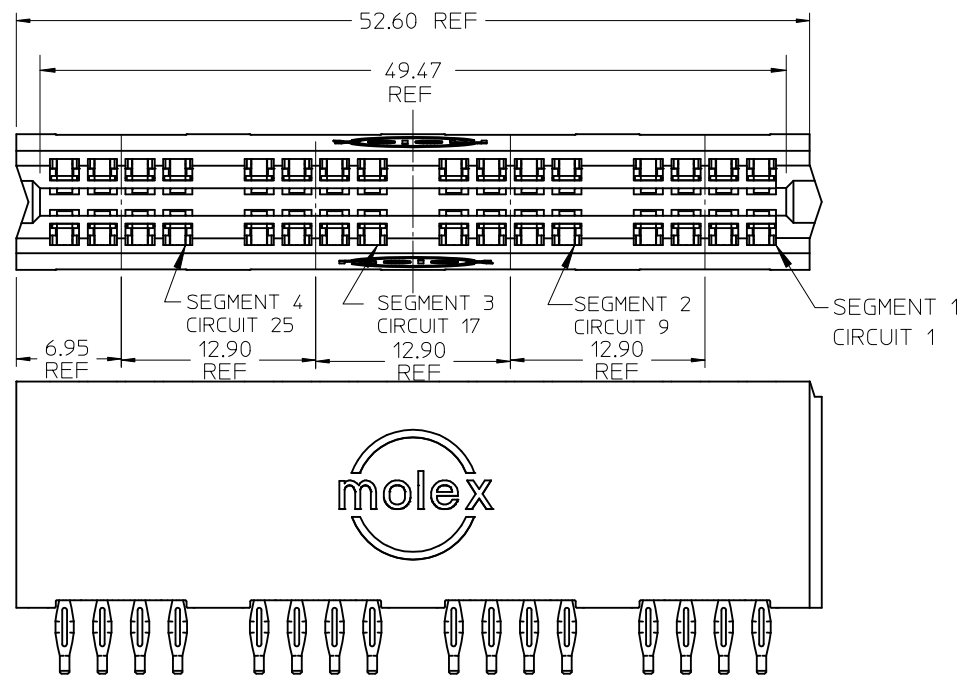 52.60 REF
49.47
REF
SEGMENT 4
CIRCUIT 25
SEGMENT 3
CIRCUIT 17
SEGMENT 2
CIRCUIT 9
SEGMENT 1
CIRCUIT 1
6.95
REF
12.90
REF
12.90
REF
12.90
REF
molex